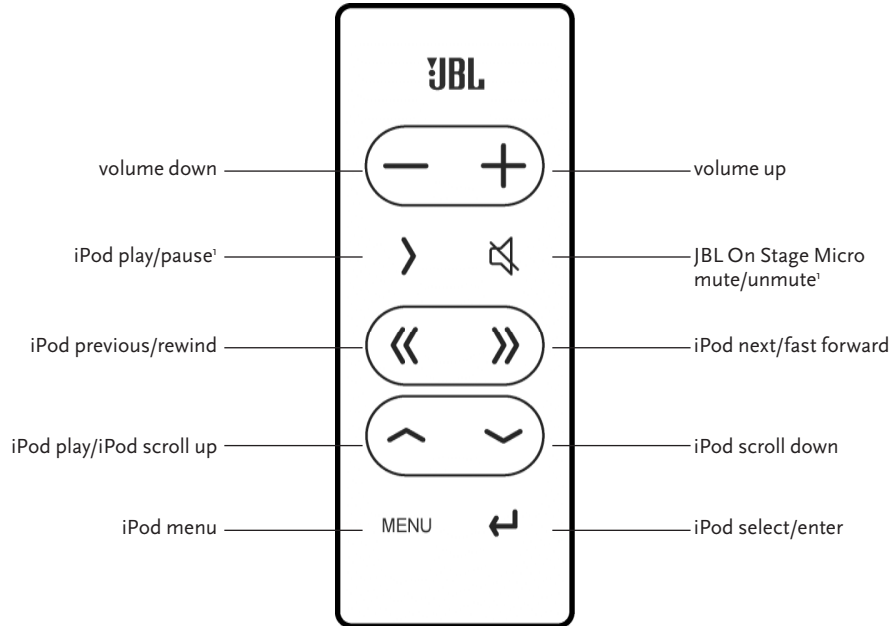 JBL
volume down
volume up
iPod play/pause¹
JBL On Stage Micro
mute/unmute¹
iPod previous/rewind
iPod next/fast forward
iPod play/iPod scroll up
iPod scroll down
iPod menu
MENU
iPod select/enter